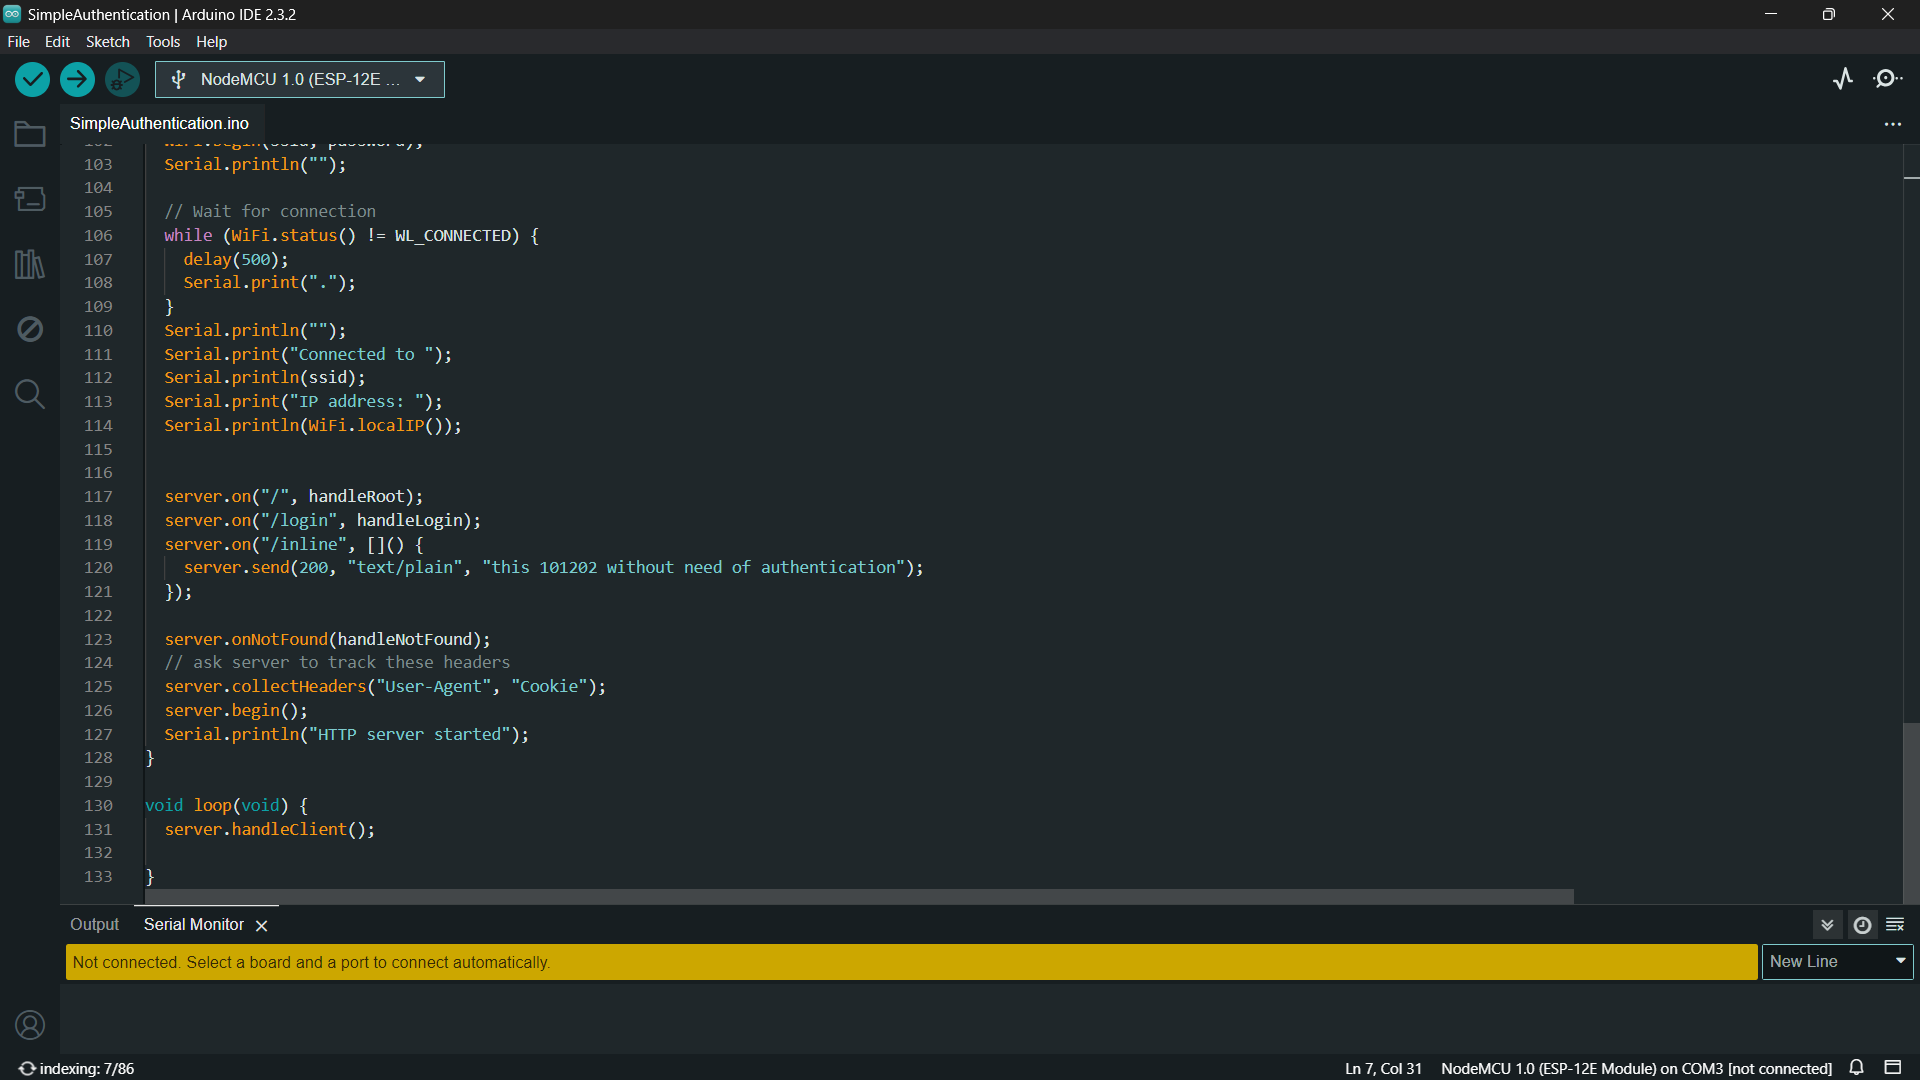 SimpleAuthentication | Arduino IDE 2.3.2
File Edit Sketch Tools Help
NodeMCU 1.0 (ESP-12E ...
SimpleAuthentication.ino
103 Serial.println("");
104
105 // Wait for connection
106 while (WiFi.status() != WL_CONNECTED) {
107 delay(500);
108 Serial.print(".");
109 }
110 Serial.println("");
111 Serial.print("Connected to ");
112 Serial.println(ssid);
113 Serial.print("IP address: ");
114 Serial.println(WiFi.localIP());
115
116
117 server.on("/", handleRoot);
118 server.on("/login", handleLogin);
119 server.on("/inline", []() {
120 server.send(200, "text/plain", "this 101202 without need of authentication");
121 });
122
123 server.onNotFound(handleNotFound);
124 // ask server to track these headers
125 server.collectHeaders("User-Agent", "Cookie");
126 server.begin();
127 Serial.println("HTTP server started");
128 }
129
130 void loop(void) {
131 server.handleClient();
132
133 }
Output Serial Monitor
Not connected. Select a board and a port to connect automatically.
New Line
indexing: 7/86
Ln 7, Col 31 NodeMCU 1.0 (ESP-12E Module) on COM3 [not connected]